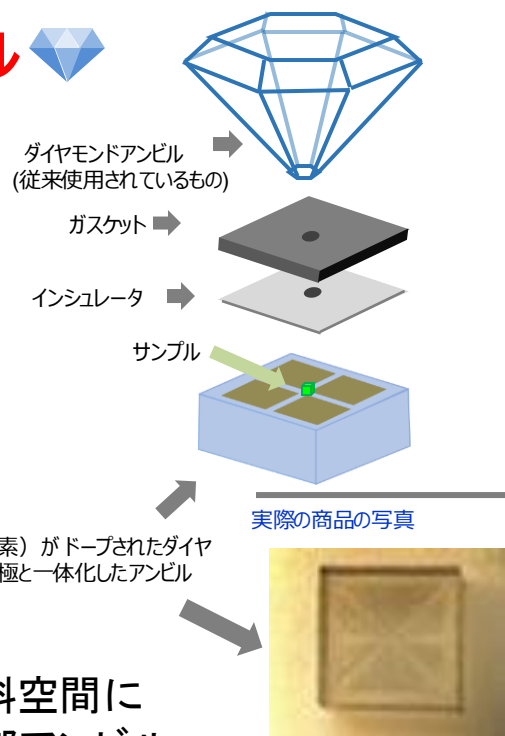 ル
ダイヤモンドアンビル
(従来使用されているもの)
ガスケット
インシュレータ
サンプル
実際の商品の写真
素）がドープされたダイヤ
極と一体化したアンビル
料空間に